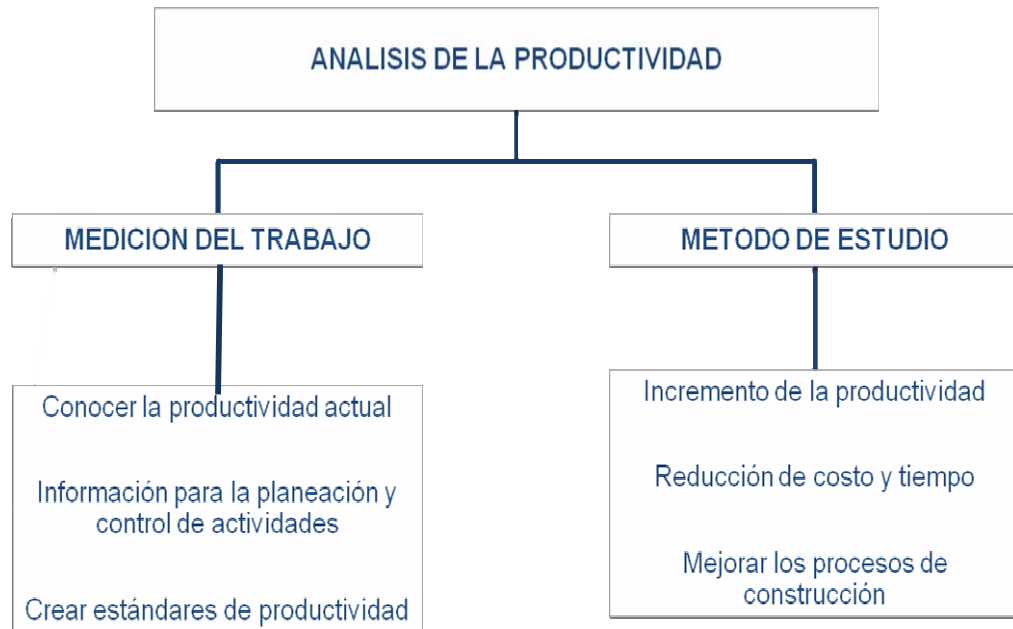 ANALISIS DE LA PRODUCTIVIDAD
MEDICION DEL TRABAJO
METODO DE ESTUDIO
Conocer la productividad actual
Información para la planeación y
control de actividades
Crear estándares de productividad
Incremento de la productividad
Reducción de costo y tiempo
Mejorar los procesos de
construcción